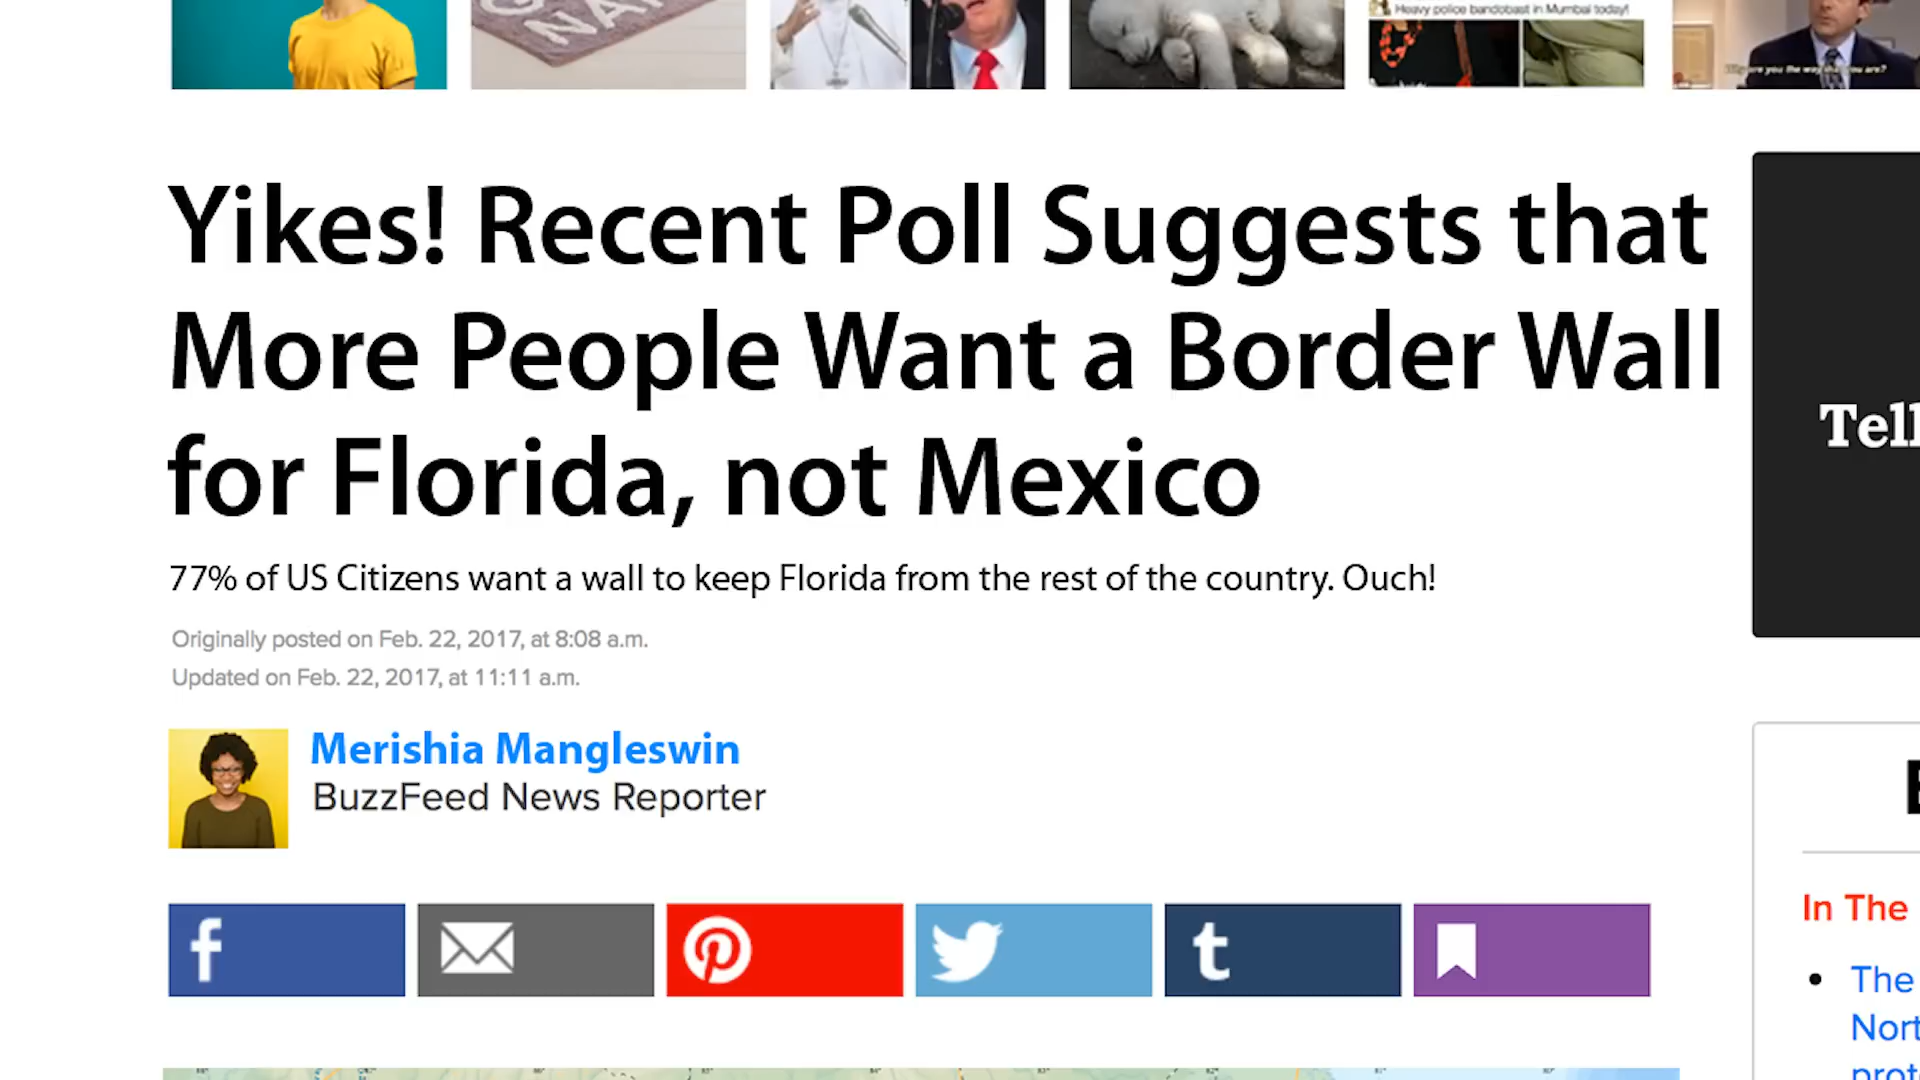 Heavy police bandobast in Mumbai today!
Yikes! Recent Poll Suggests that
More People Want a Border Wall
for Florida, not Mexico
77% of US Citizens want a wall to keep Florida from the rest of the country. Ouch!
Originally posted on Feb. 22, 2017, at 8:08 a.m.
Updated on Feb. 22, 2017, at 11:11 a.m.
Merishia Mangleswin
BuzzFeed News Reporter
Tell
In The
• The
Nort